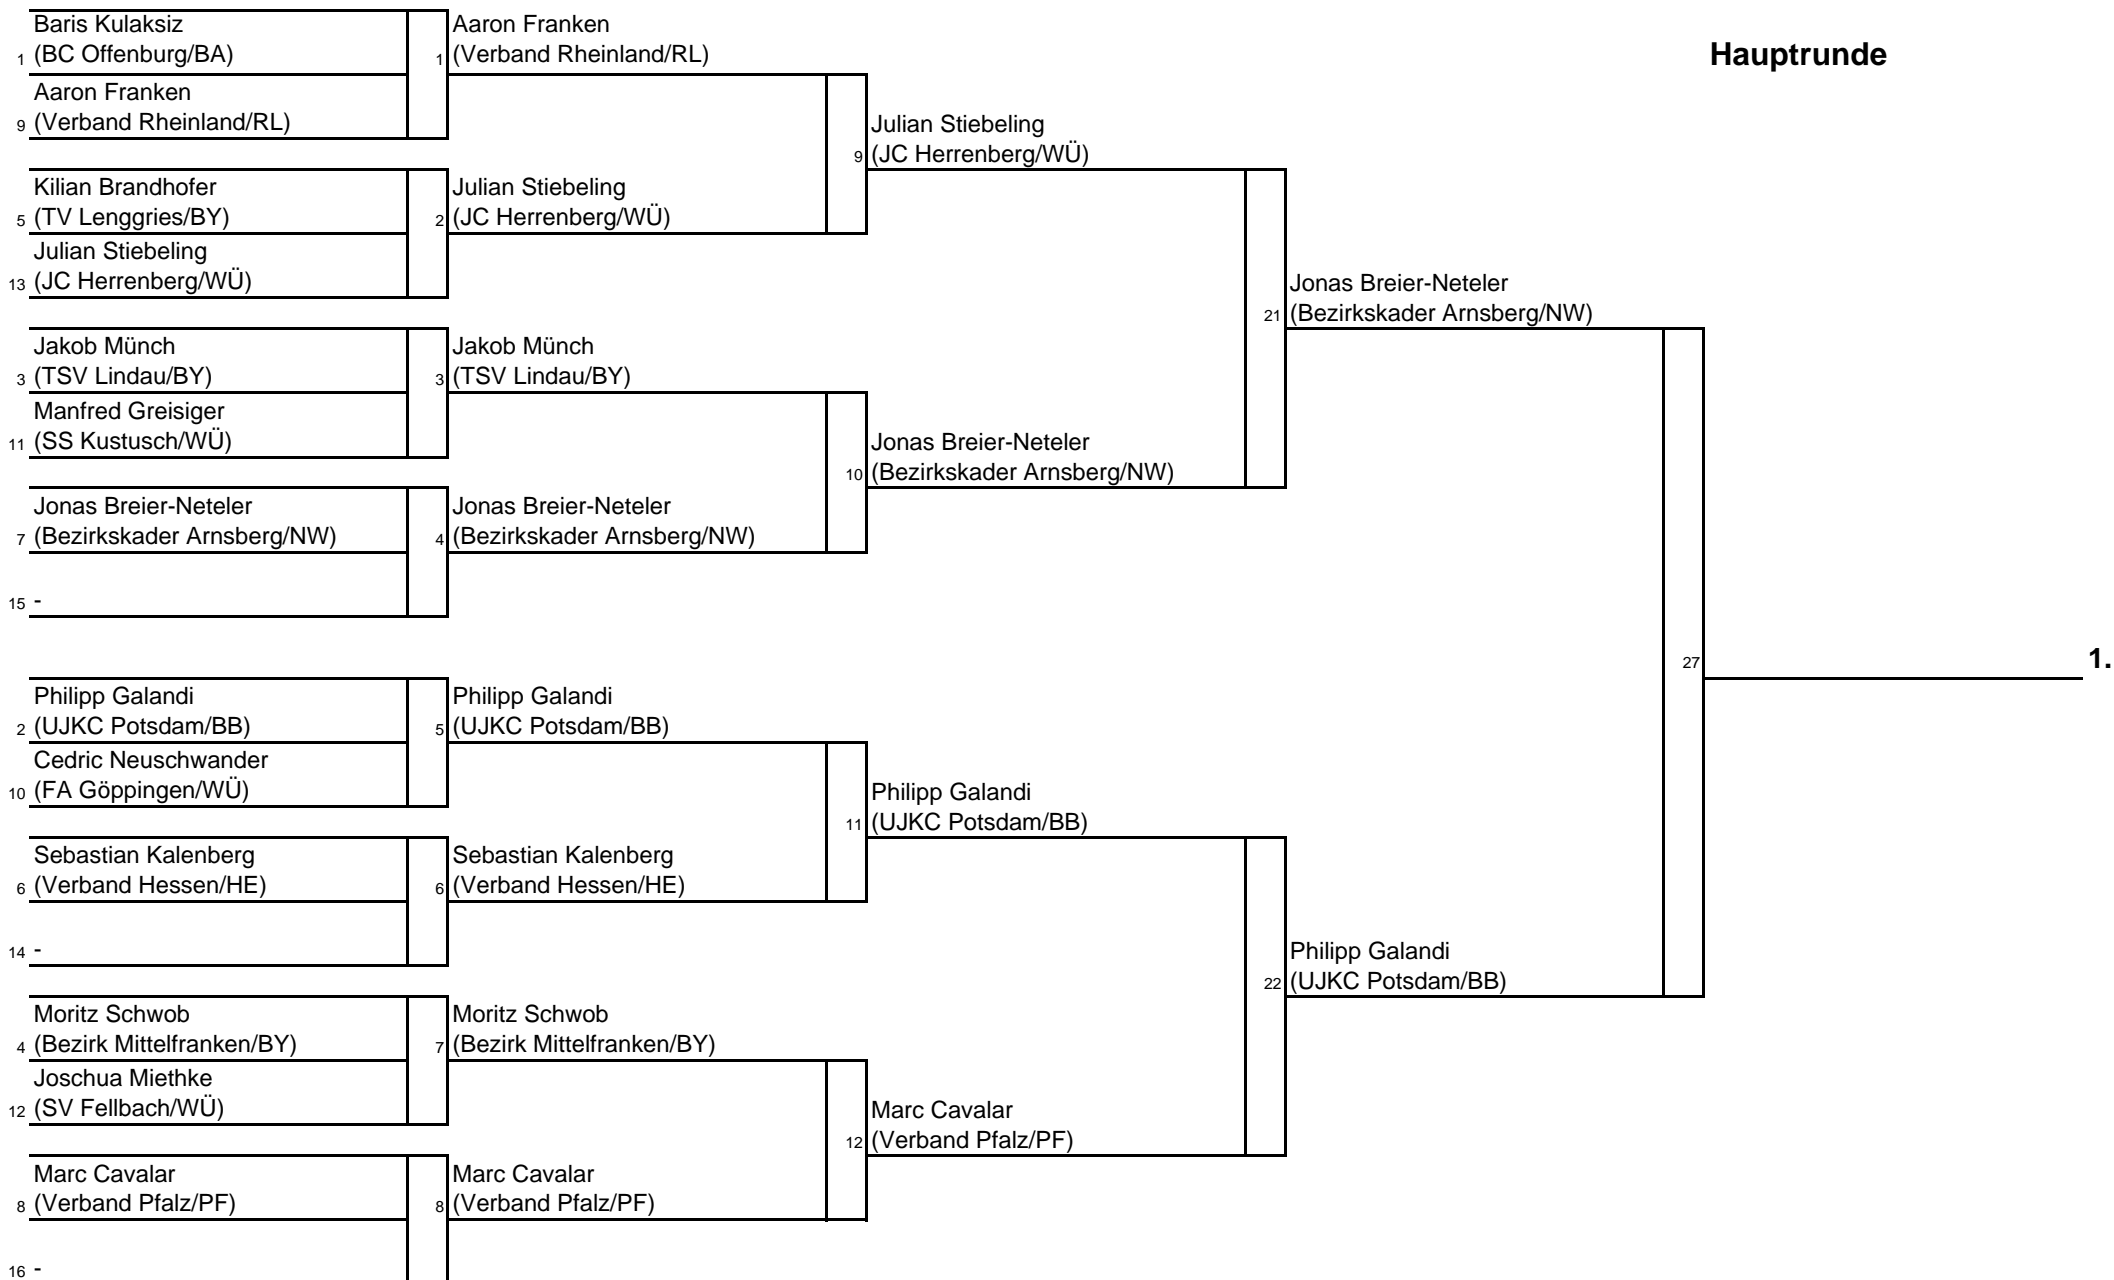 Hauptrunde
Baris Kulaksiz
1 (BC Offenburg/BA)
Aaron Franken
9 (Verband Rheinland/RL)
Kilian Brandhofer
5 (TV Lenggries/BY)
Julian Stiebeling
13 (JC Herrenberg/WÜ)
Jakob Münch
3 (TSV Lindau/BY)
Manfred Greisiger
11 (SS Kustusch/WÜ)
Jonas Breier-Neteler
7 (Bezirkskader Arnsberg/NW)
15 -
Philipp Galandi
2 (UJKC Potsdam/BB)
Cedric Neuschwander
10 (FA Göppingen/WÜ)
Sebastian Kalenberg
6 (Verband Hessen/HE)
14 -
Moritz Schwob
4 (Bezirk Mittelfranken/BY)
Joschua Miethke
12 (SV Fellbach/WÜ)
Marc Cavalar
8 (Verband Pfalz/PF)
16 -
Aaron Franken
1 (Verband Rheinland/RL)
Julian Stiebeling
2 (JC Herrenberg/WÜ)
Jakob Münch
3 (TSV Lindau/BY)
Jonas Breier-Neteler
4 (Bezirkskader Arnsberg/NW)
Philipp Galandi
5 (UJKC Potsdam/BB)
Sebastian Kalenberg
6 (Verband Hessen/HE)
Moritz Schwob
7 (Bezirk Mittelfranken/BY)
Marc Cavalar
8 (Verband Pfalz/PF)
Julian Stiebeling
9 (JC Herrenberg/WÜ)
Jonas Breier-Neteler
10 (Bezirkskader Arnsberg/NW)
Philipp Galandi
11 (UJKC Potsdam/BB)
Marc Cavalar
12 (Verband Pfalz/PF)
Jonas Breier-Neteler
21 (Bezirkskader Arnsberg/NW)
Philipp Galandi
22 (UJKC Potsdam/BB)
27
1.